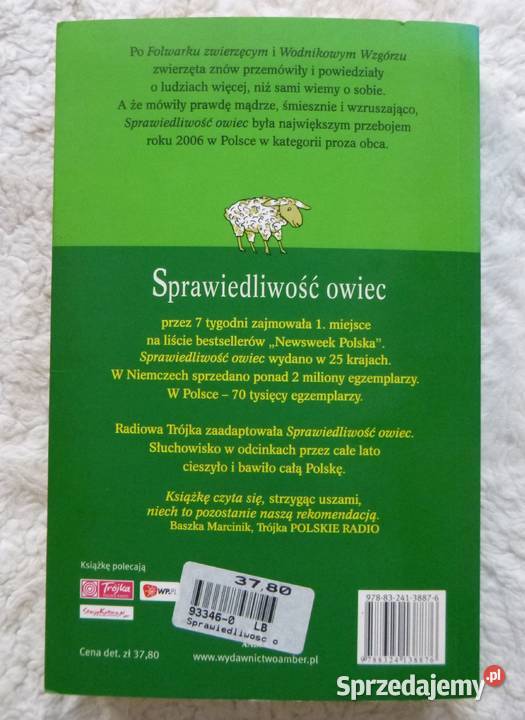 Po Folwarku zwierzęcym i Wodnikowym Wzgórzu
zwierzęta znów przemówiły i powiedziały
o ludziach więcej, niż sami wiemy o sobie.
A że mówiły prawdę mądrze, śmiesznie i wzruszająco,
Sprawiedliwość owiec była największym przebojem
roku 2006 w Polsce w kategorii proza obca.
Sprawiedliwość owiec
przez 7 tygodni zajmowała 1. miejsce
na liście bestsellerów „Newsweek Polska”.
Sprawiedliwość owiec wydano w 25 krajach.
W Niemczech sprzedano ponad 2 miliony egzemplarzy.
W Polsce – 70 tysięcy egzemplarzy.
Radiowa Trójka zaadaptowała Sprawiedliwość owiec.
Słuchowisko w odcinkach przez całe lato
cieszyło i bawiło całą Polskę.
Książkę czyta się, strzygąc uszami,
niech to pozostanie naszą rekomendacją.
Baszka Marcinik, Trójka POLSKIE RADIO
Książkę polecają
Trójka WP.PL
37,80
93346-0 LB
Sprawiedliwosc o
978-83-241-3887-6
9788324138876
Cena det. zł 37,80
www.wydawnictwoamber.pl
Sprzedajemy.pl